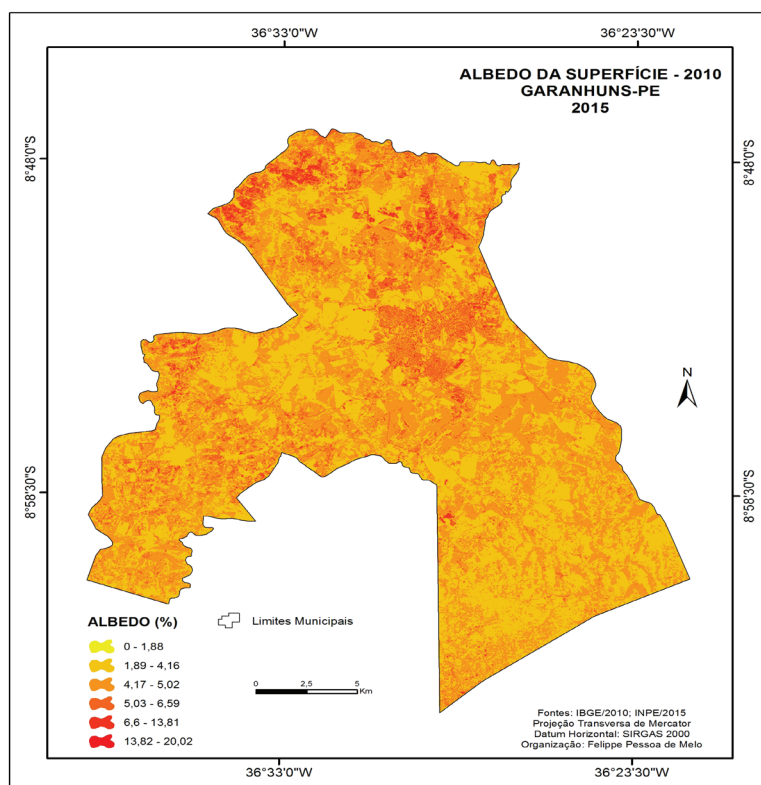 36°33'0"W
36°23'30"W
ALBEDO DA SUPERFÍCIE - 2010
GARANHUNS-PE
2015
8°48'0"S
8°48'0"S
N
8°58'30"S
8°58'30"S
ALBEDO (%)
Limites Municipais
0 - 1,88
1,89 - 4,16
4,17 - 5,02
5,03 - 6,59
6,6 - 13,81
13,82 - 20,02
0 2,5 5
Km
Fontes: IBGE/2010; INPE/2015
Projeção Transversa de Mercator
Datum Horizontal: SIRGAS 2000
Organização: Felippe Pessoa de Melo
36°33'0"W
36°23'30"W